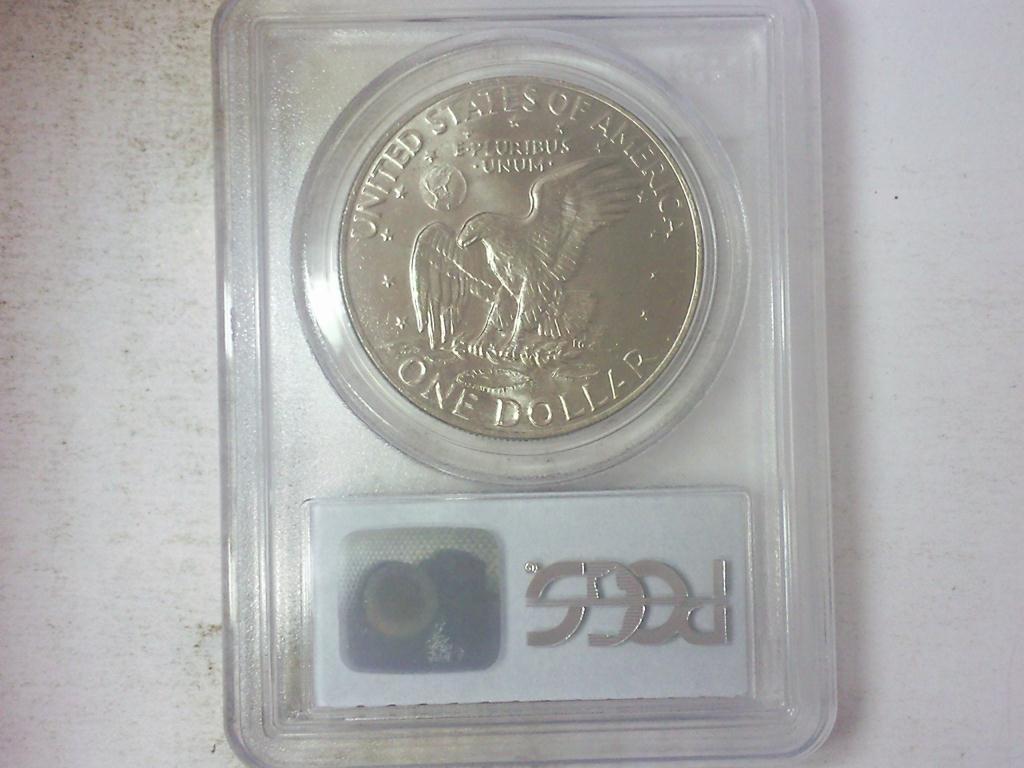 UNITED STATES OF AMERICA
E·PLURIBUS
·UNUM·
ONE DOLLAR
PCGS